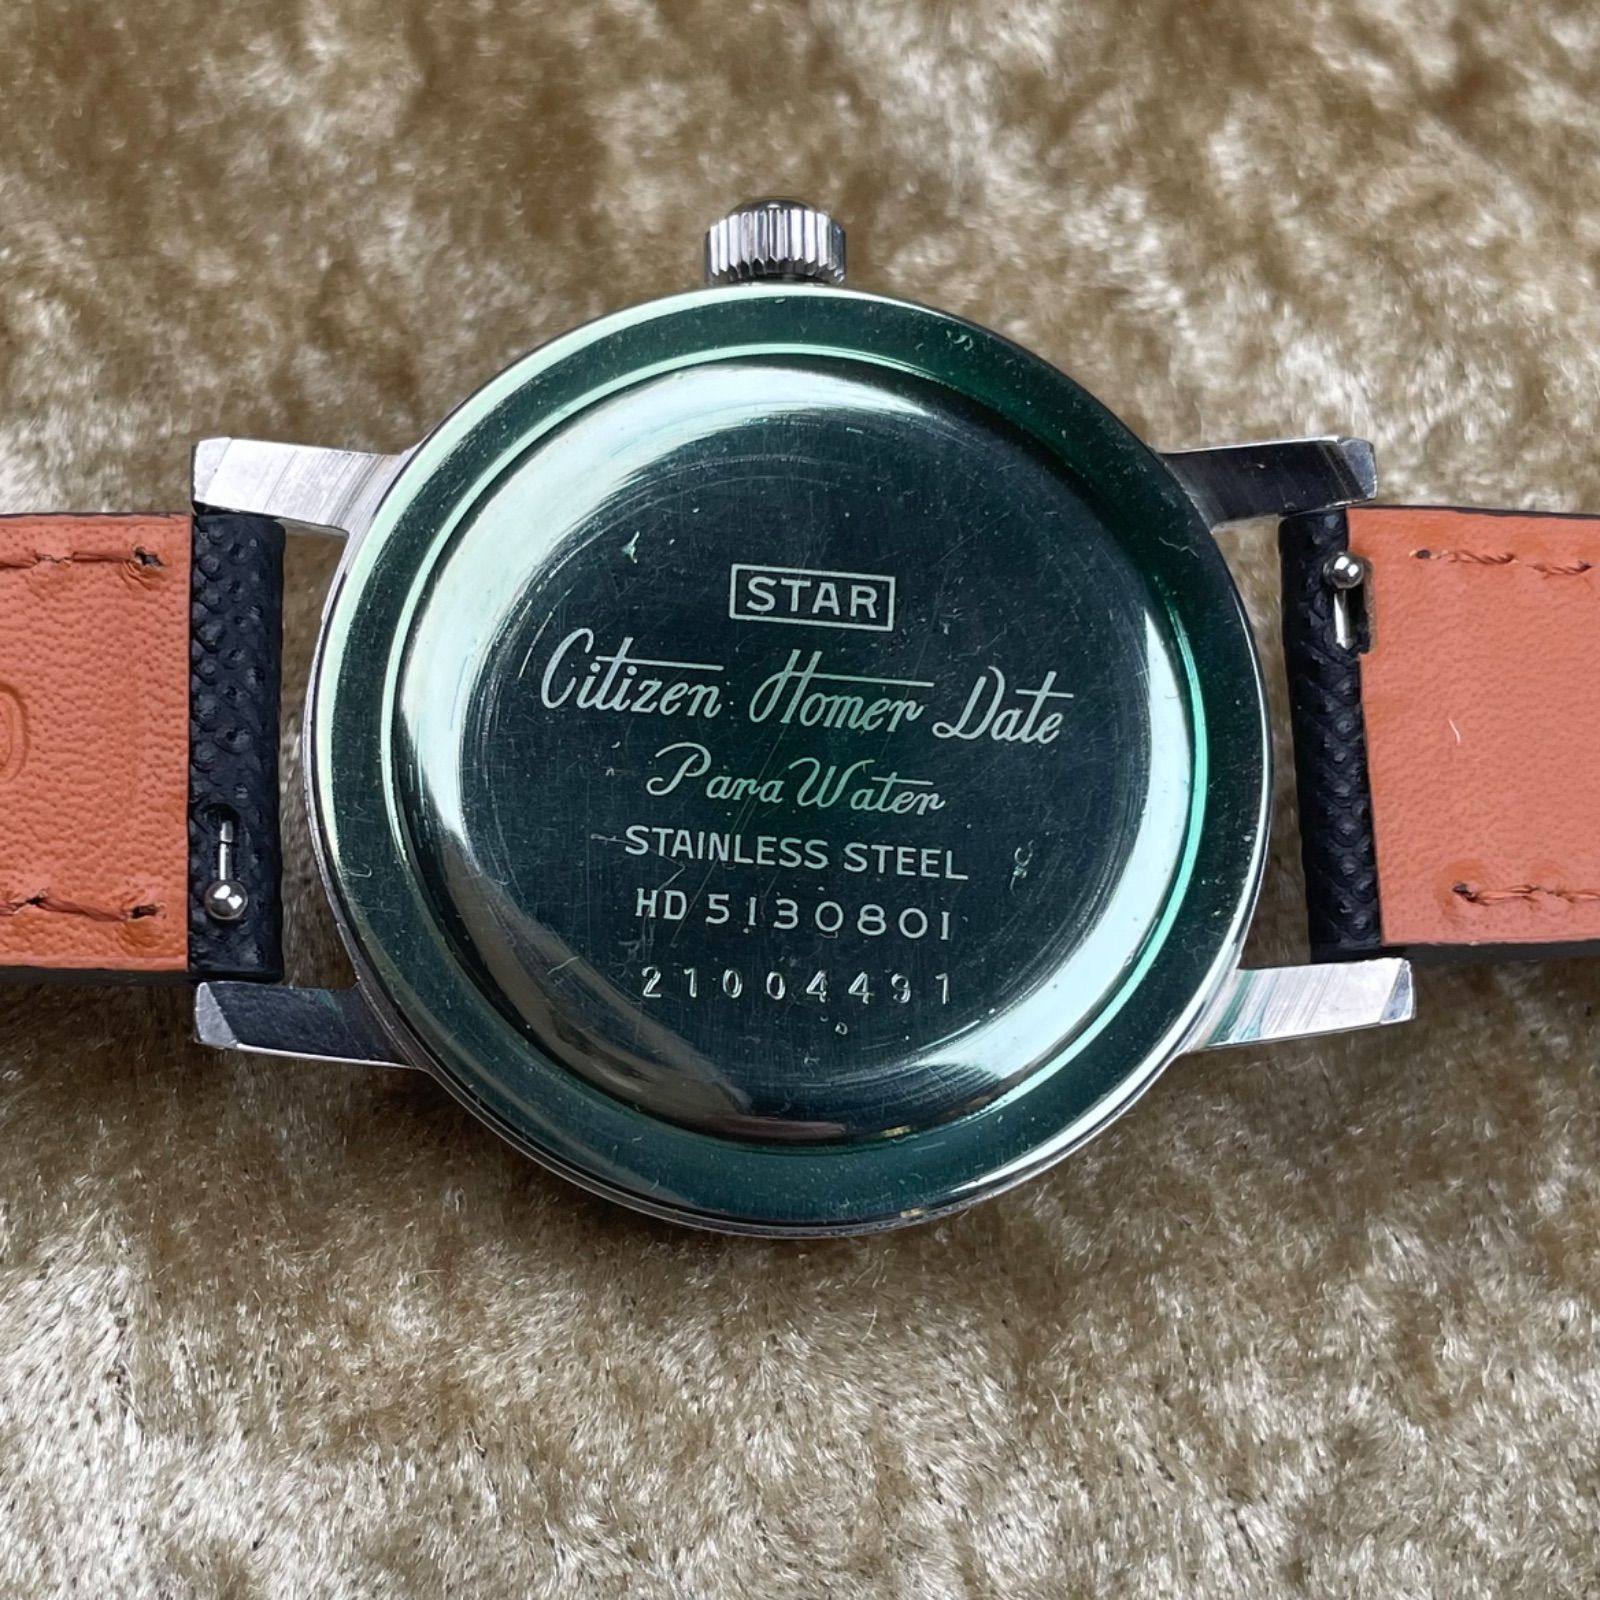 STAR
Citizen Homer Date
Para Water
STAINLESS STEEL
HD 5130801
21004491